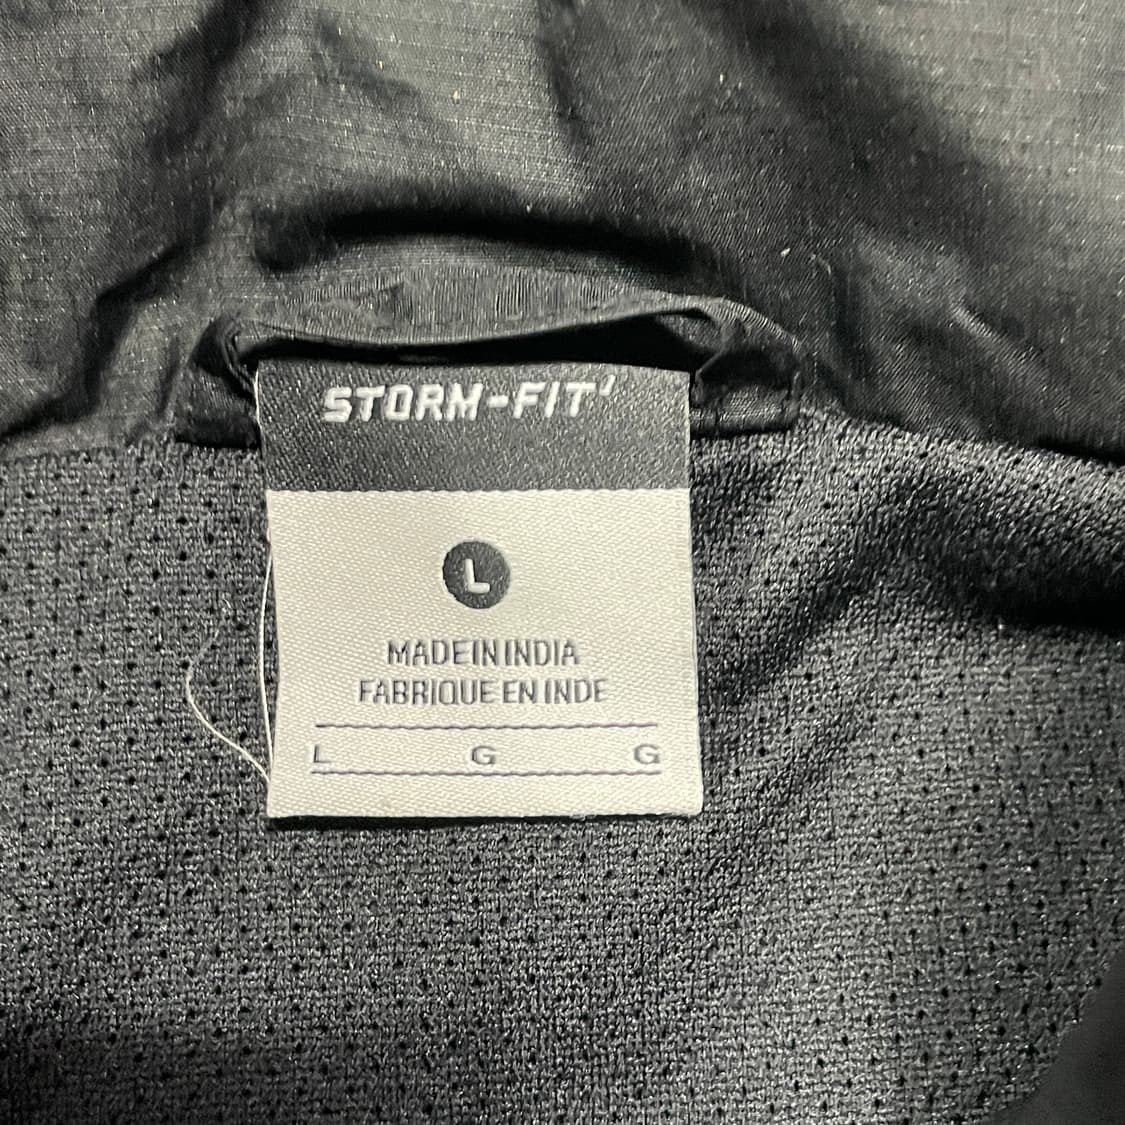 STORM-FIT
L
MADE IN INDIA
FABRIQUE EN INDE
L G G